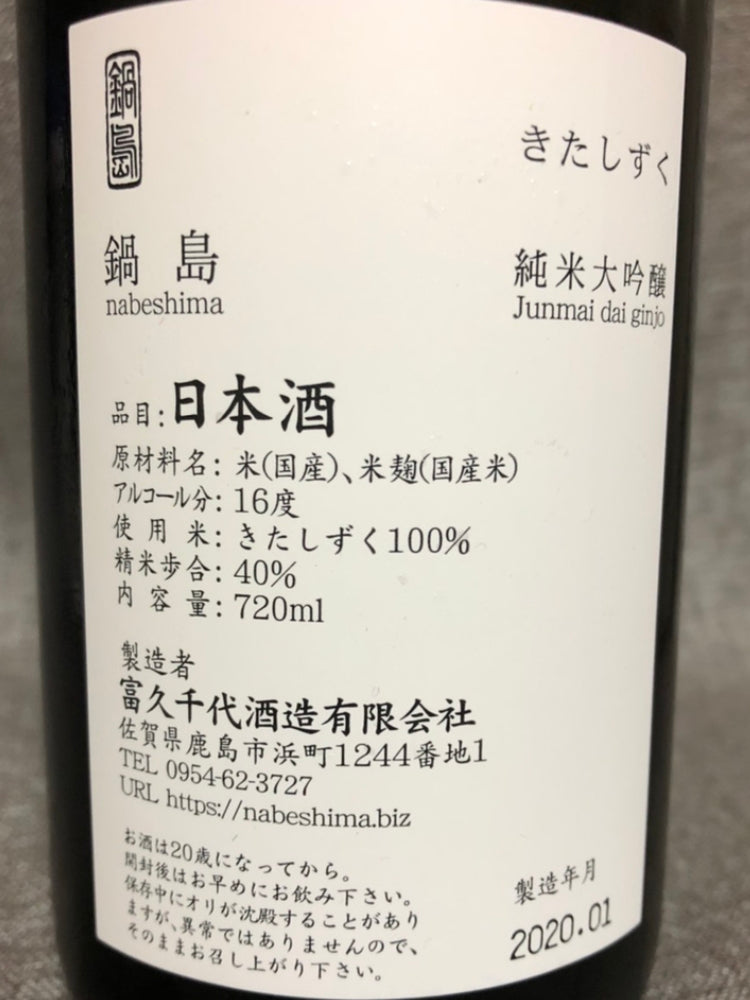 鍋島
きたしずく
鍋島
nabeshima
純米大吟醸
Junmai dai ginjo
品目:日本酒
原材料名:米(国産)、米麹(国産米)
アルコール分:16度
使用米:きたしずく100%
精米歩合:40%
内容量:720ml
製造者
富久千代酒造有限会社
佐賀県鹿島市浜町1244番地1
TEL 0954-62-3727
URL https://nabeshima.biz
お酒は20歳になってから。
開封後はお早めにお飲み下さい。
保存中にオリが沈殿することがあり
ますが、異常ではありませんので、
そのままお召し上がり下さい。
製造年月
2020.01